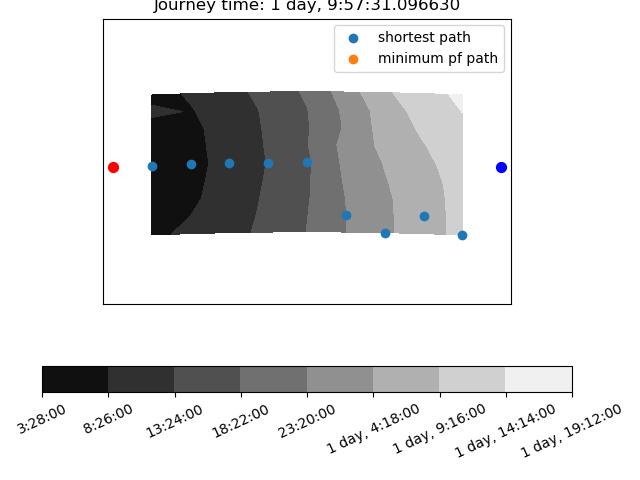 Journey time: 1 day, 9:57:31.096630
shortest path
minimum pf path
3:28:00
8:26:00
13:24:00
18:22:00
23:20:00
1 day, 4:18:00
1 day, 9:16:00
1 day, 14:14:00
1 day, 19:12:00